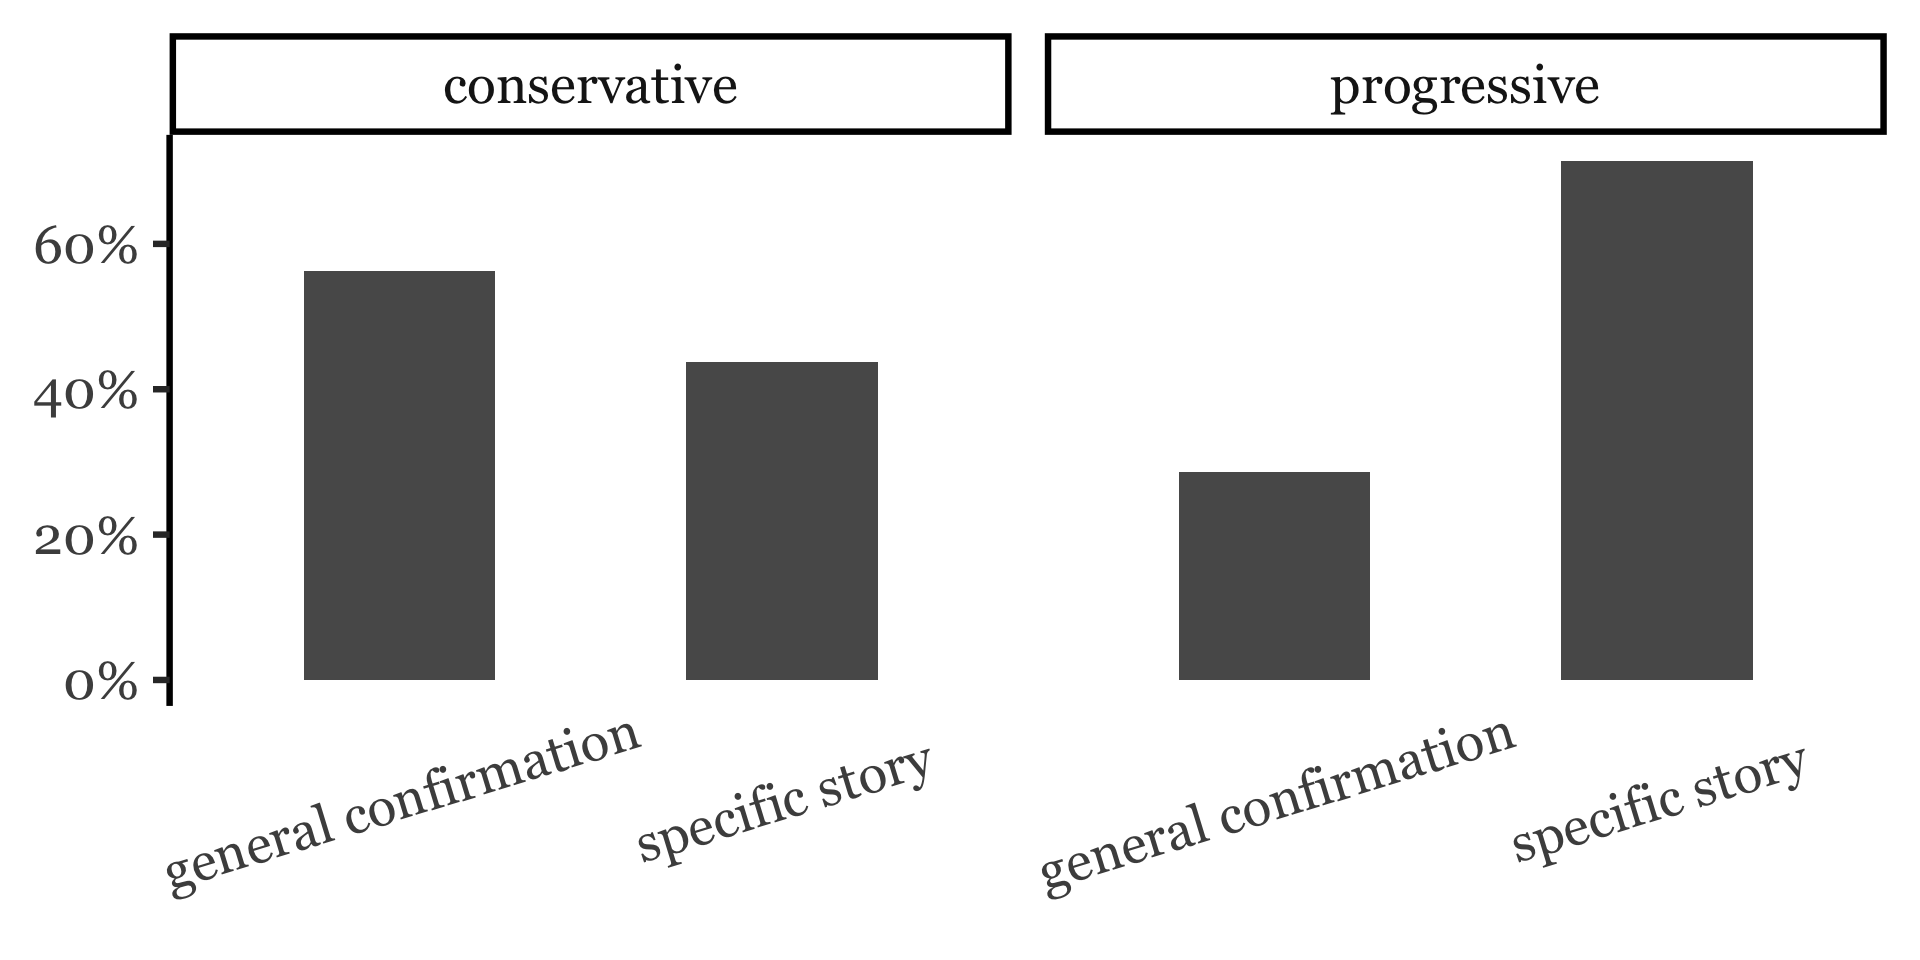 conservative
progressive
60%
40%
20%
0%
general confirmation
specific story
general confirmation
specific story